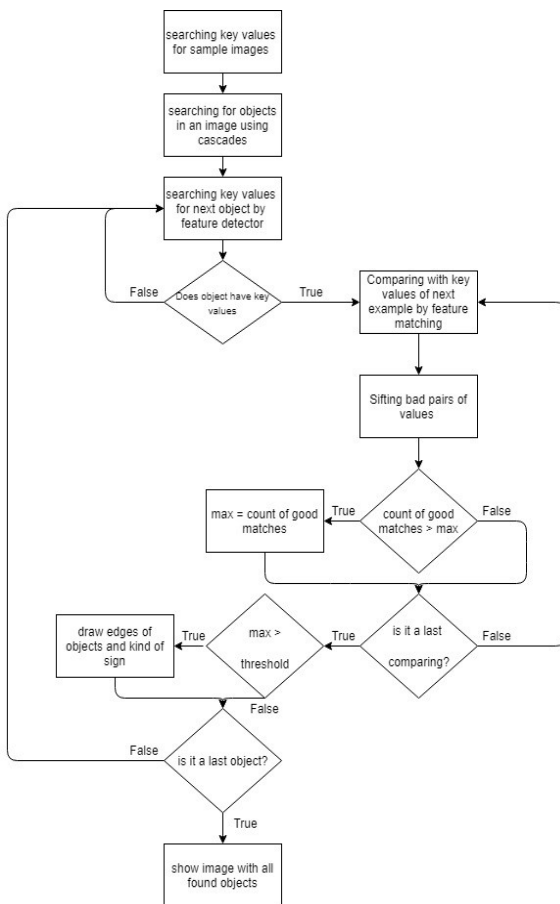 searching key values
for sample images
searching for objects
in an image using
cascades
searching key values
for next object by
feature detector
False
Does object have key
values
True
Comparing with key
values of next
example by feature
matching
Sifting bad pairs of
values
max = count of good
matches
True
count of good
matches > max
False
draw edges of
objects and kind of
sign
True
max >
threshold
True
is it a last
comparing?
False
False
False
is it a last object?
True
show image with all
found objects